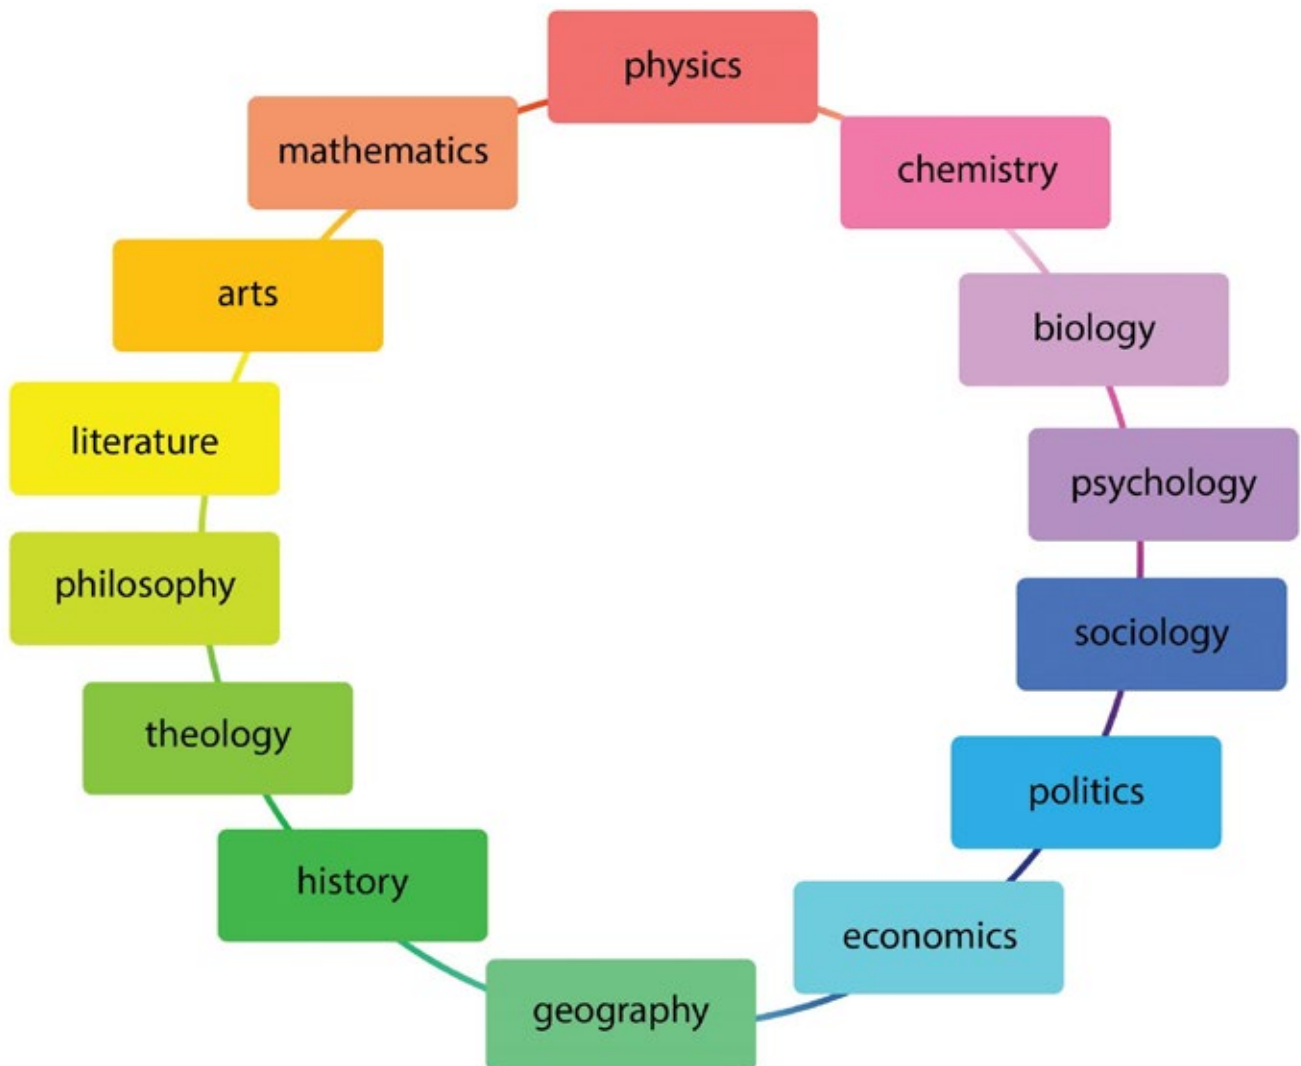 physics
mathematics
chemistry
arts
biology
literature
psychology
philosophy
sociology
theology
politics
history
economics
geography